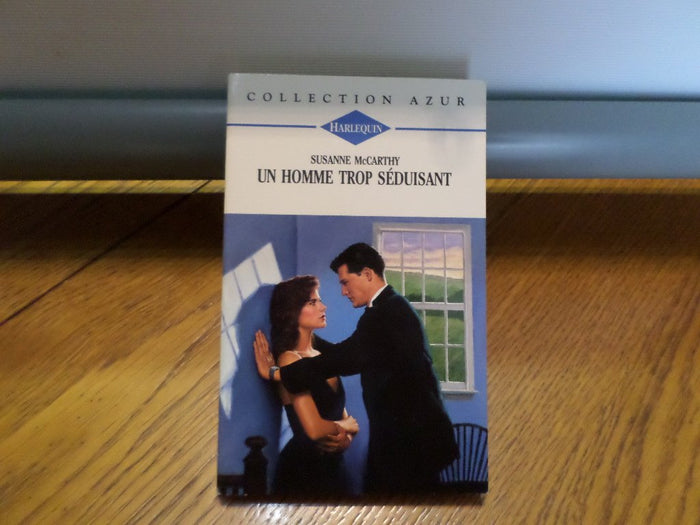 COLLECTION AZUR
HARLEQUIN
SUSANNE McCARTHY
UN HOMME TROP SÉDUISANT